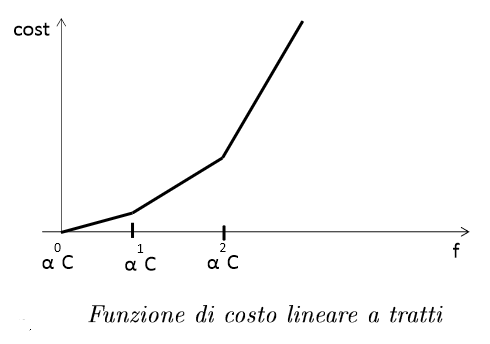 cost
0 1 2
α C α C α C
f
Funzione di costo lineare a tratti